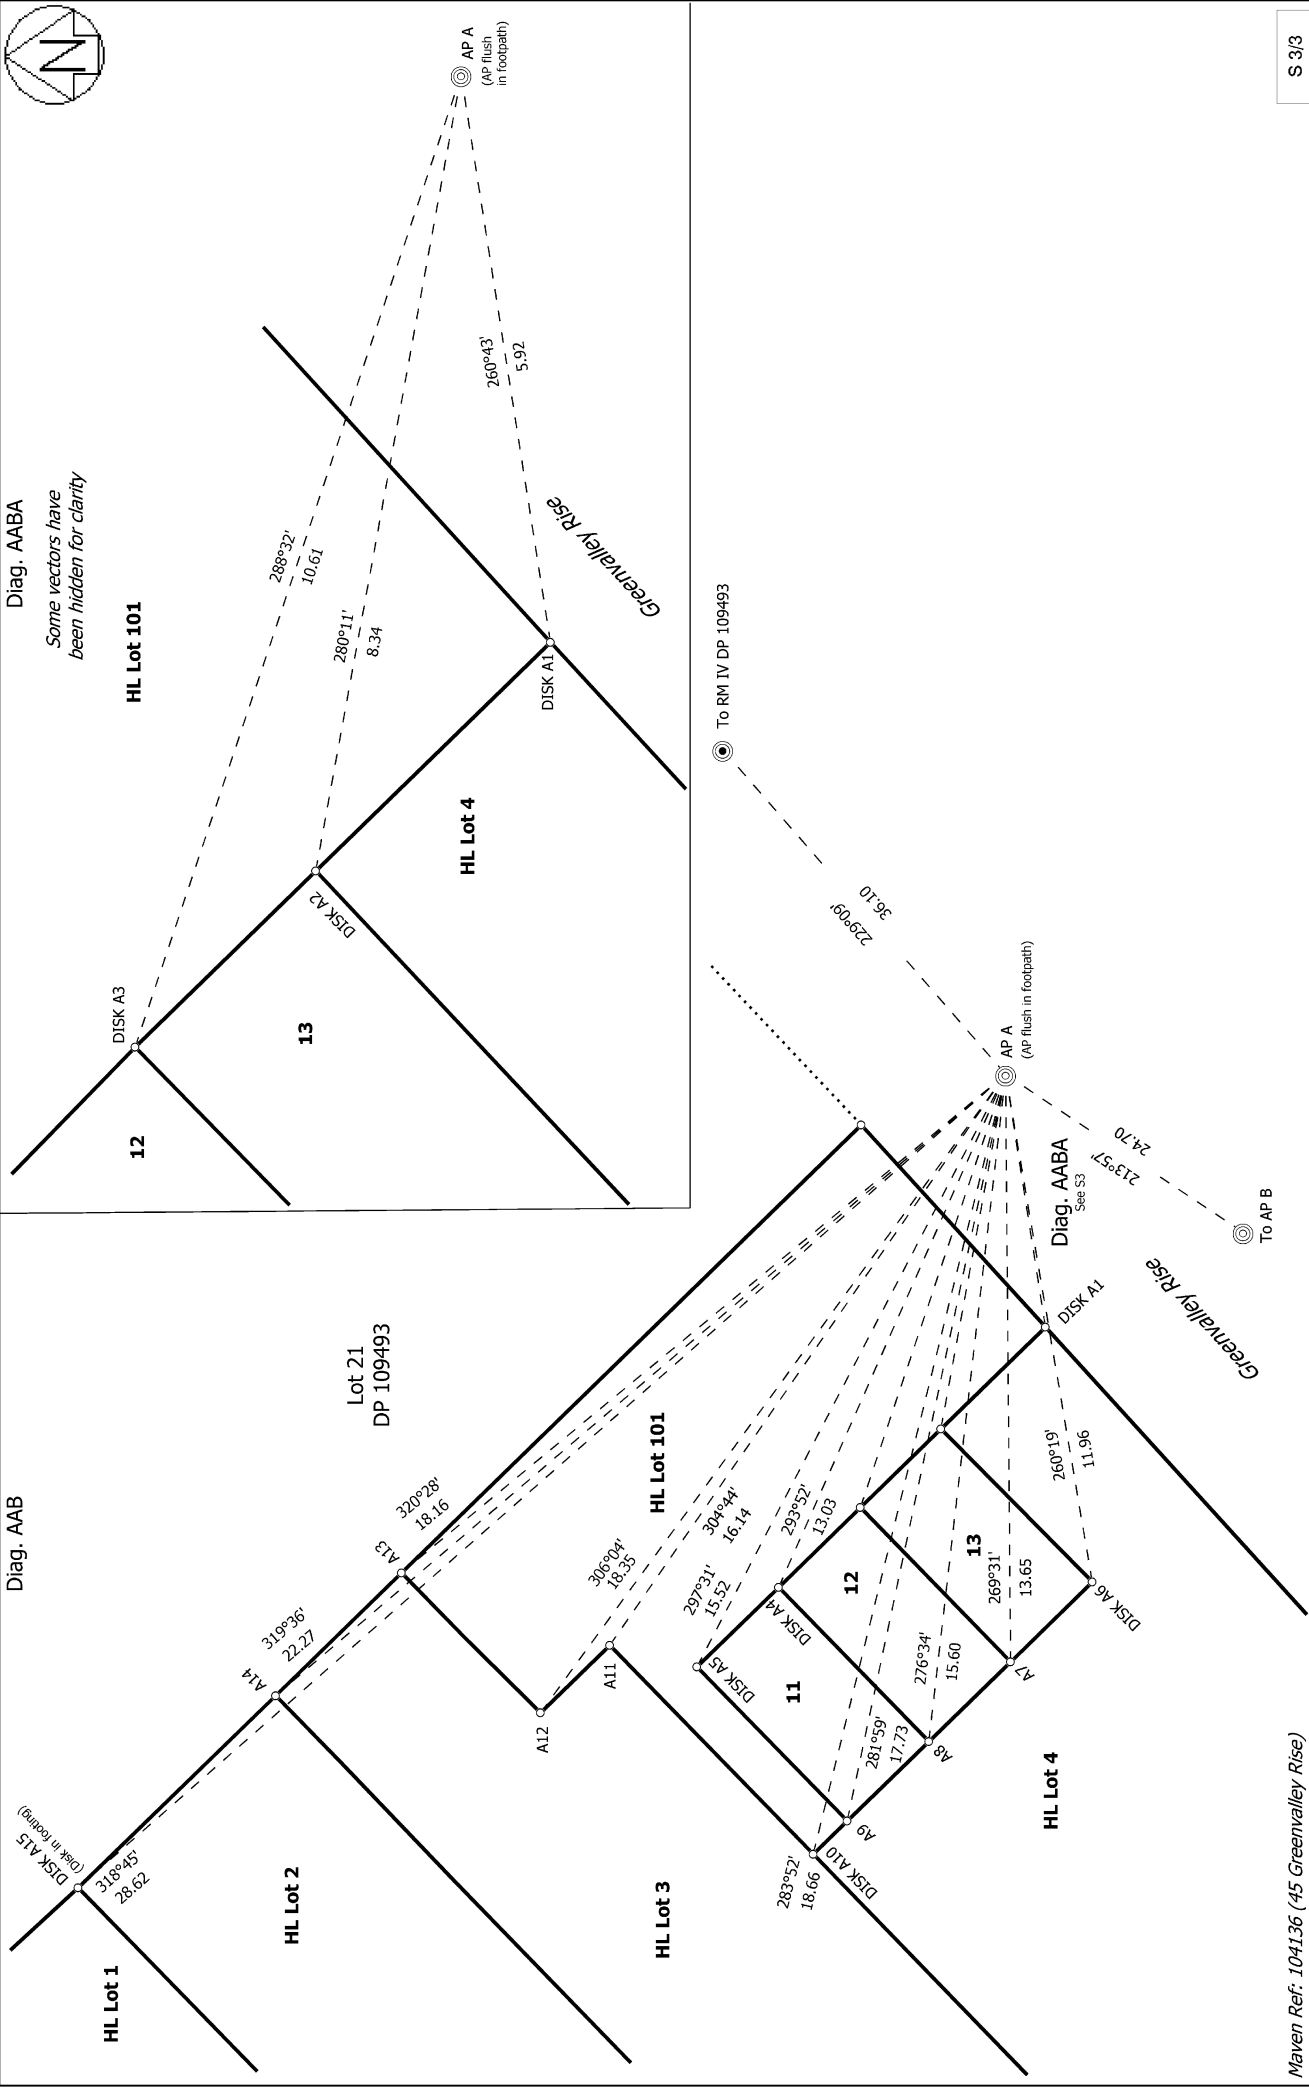 Diag. AAB
Lot 21
DP 109493
HL Lot 1
HL Lot 2
HL Lot 3
HL Lot 4
HL Lot 101
11
12
13
DISK A15
(Disk in footing)
318°45'
28.62
A14
319°36'
22.27
A13
320°28'
18.16
A12
306°04'
18.35
A11
304°44'
16.14
DISK A5
297°31'
15.52
DISK A4
293°52'
13.03
DISK A10
283°52'
18.66
A9
281°59'
17.73
A8
276°34'
15.60
A7
269°31'
13.65
DISK A6
260°19'
11.96
DISK A1
Greenvalley Rise
Diag. AABA
See S3
AP A
(AP flush in footpath)
To AP B
213°57'
24.70
229°09'
36.10
To RM IV DP 109493
Diag. AABA
Some vectors have
been hidden for clarity
HL Lot 101
12
13
HL Lot 4
DISK A3
DISK A2
DISK A1
288°32'
10.61
280°11'
8.34
260°43'
5.92
Greenvalley Rise
AP A
(AP flush
in footpath)
N
Maven Ref: 104136 (45 Greenvalley Rise)
S 3/3